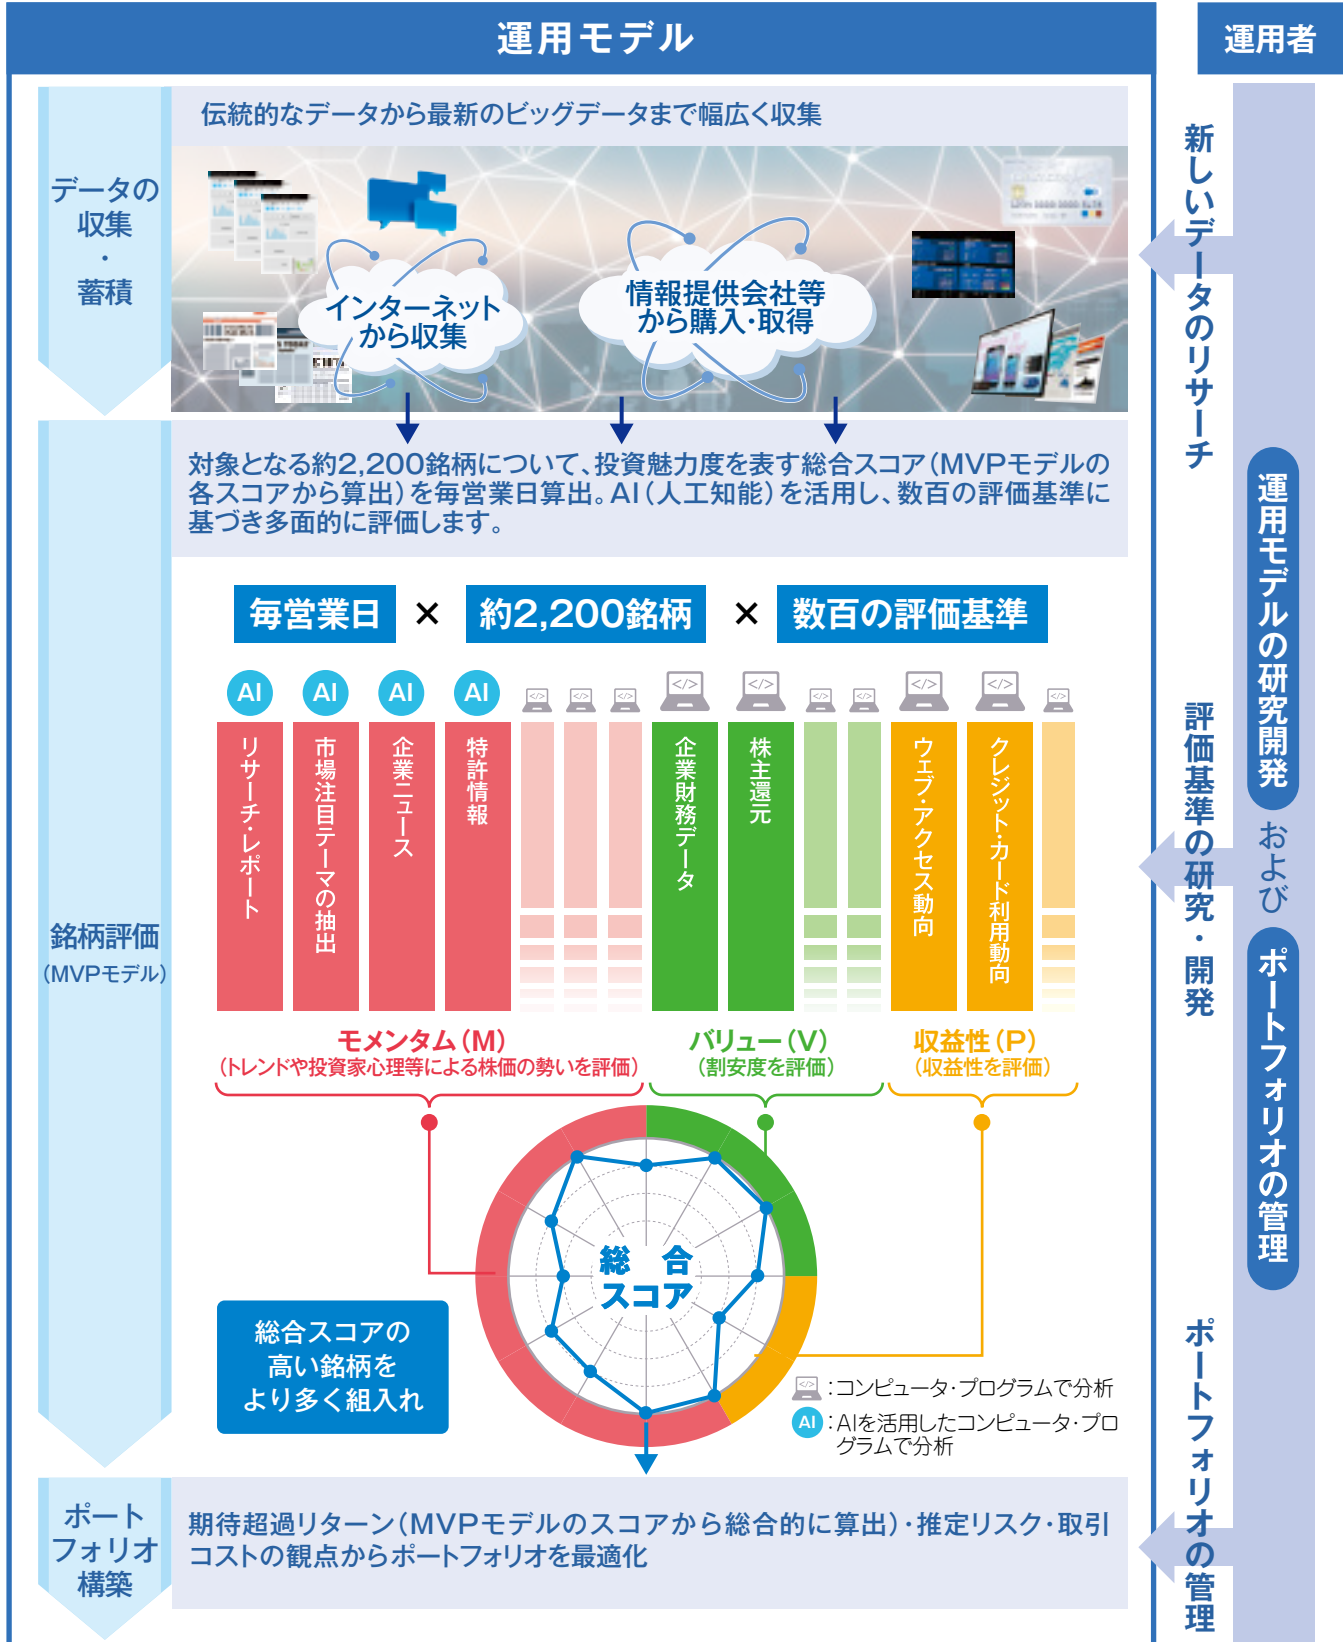 運用モデル
運用者
データの
収集
・
蓄積
伝統的なデータから最新のビッグデータまで幅広く収集
インターネット
から収集
情報提供会社等
から購入・取得
新しいデータのリサーチ
銘柄評価
(MVPモデル)
対象となる約2,200銘柄について、投資魅力度を表す総合スコア(MVPモデルの
各スコアから算出)を毎営業日算出。AI(人工知能)を活用し、数百の評価基準に
基づき多面的に評価します。
毎営業日 × 約2,200銘柄 × 数百の評価基準
AI
AI
AI
AI
リサーチ・レポート
市場注目テーマの抽出
企業ニュース
特許情報
企業財務データ
株主還元
ウェブ・アクセス動向
クレジット・カード利用動向
モメンタム(M)
(トレンドや投資家心理等による株価の勢いを評価)
バリュー(V)
(割安度を評価)
収益性(P)
(収益性を評価)
総合
スコア
総合スコアの
高い銘柄を
より多く組入れ
</>:コンピュータ・プログラムで分析
AI:AIを活用したコンピュータ・プロ
グラムで分析
評価基準の研究・開発
運用モデルの研究開発
および
ポートフォリオの管理
ポート
フォリオ
構築
期待超過リターン(MVPモデルのスコアから総合的に算出)・推定リスク・取引
コストの観点からポートフォリオを最適化
ポートフォリオの管理